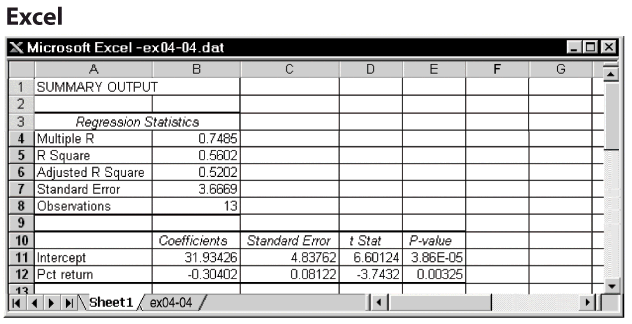 Excel
Microsoft Excel -ex04-04.dat
A B C D E F G
1 SUMMARY OUTPUT
2
3 Regression Statistics
4 Multiple R 0.7485
5 R Square 0.5602
6 Adjusted R Square 0.5202
7 Standard Error 3.6669
8 Observations 13
9
10 Coefficients Standard Error t Stat P-value
11 Intercept 31.93426 4.83762 6.60124 3.86E-05
12 Pct return -0.30402 0.08122 -3.7432 0.00325
13
Sheet1 ex04-04